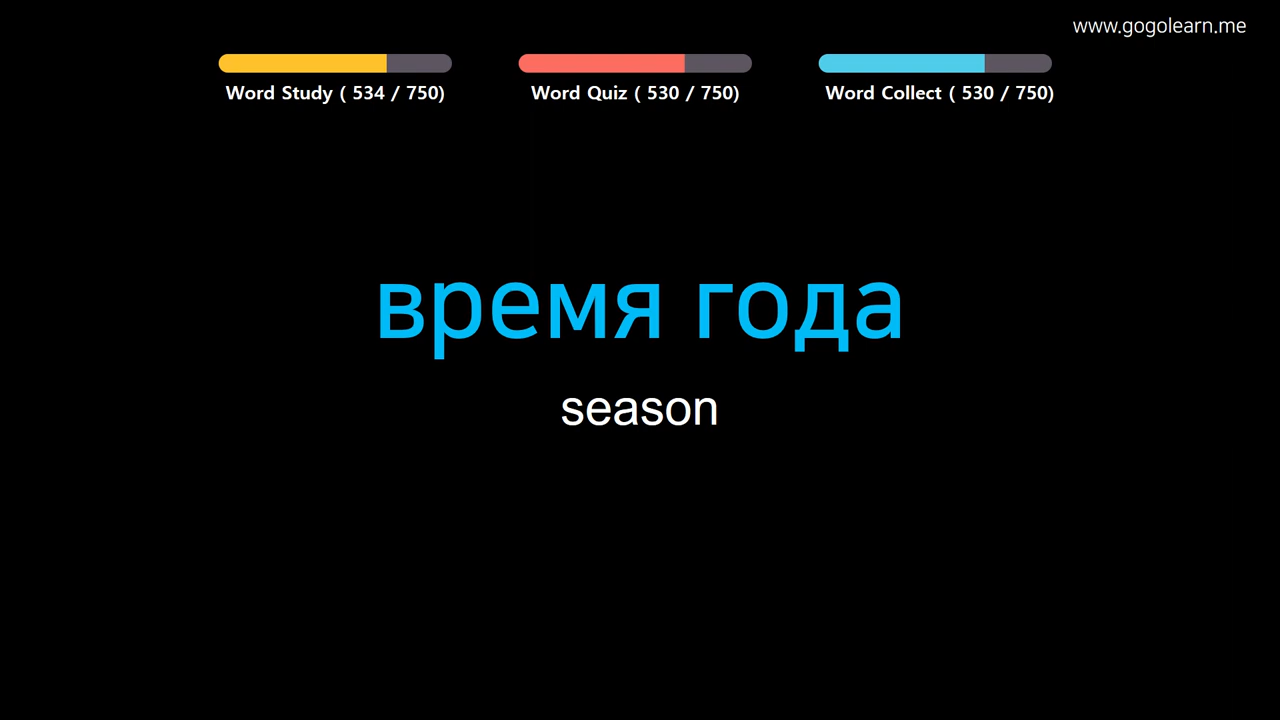 www.gogolearn.me
Word Study ( 534 / 750)
Word Quiz ( 530 / 750)
Word Collect ( 530 / 750)
время года
season